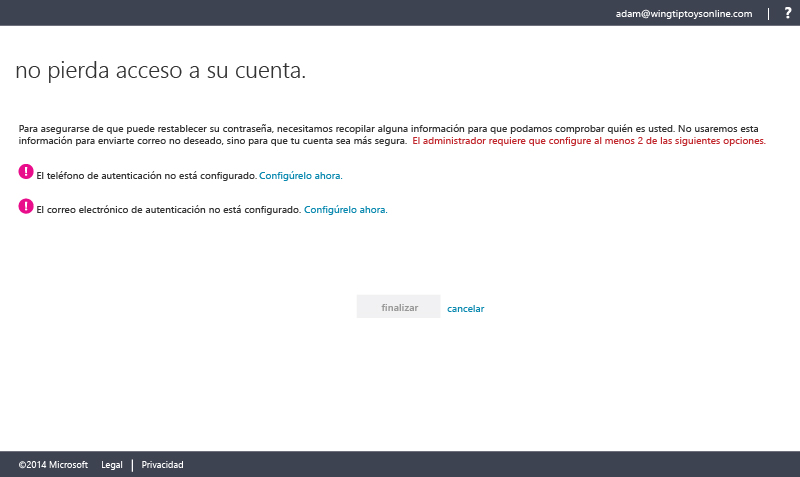 adam@wingtiptoysonline.com | ?
no pierda acceso a su cuenta.
Para asegurarse de que puede restablecer su contraseña, necesitamos recopilar alguna información para que podamos comprobar quién es usted. No usaremos esta
información para enviarte correo no deseado, sino para que tu cuenta sea más segura. El administrador requiere que configure al menos 2 de las siguientes opciones.
! El teléfono de autenticación no está configurado. Configúrelo ahora.
! El correo electrónico de autenticación no está configurado. Configúrelo ahora.
finalizar cancelar
©2014 Microsoft Legal | Privacidad